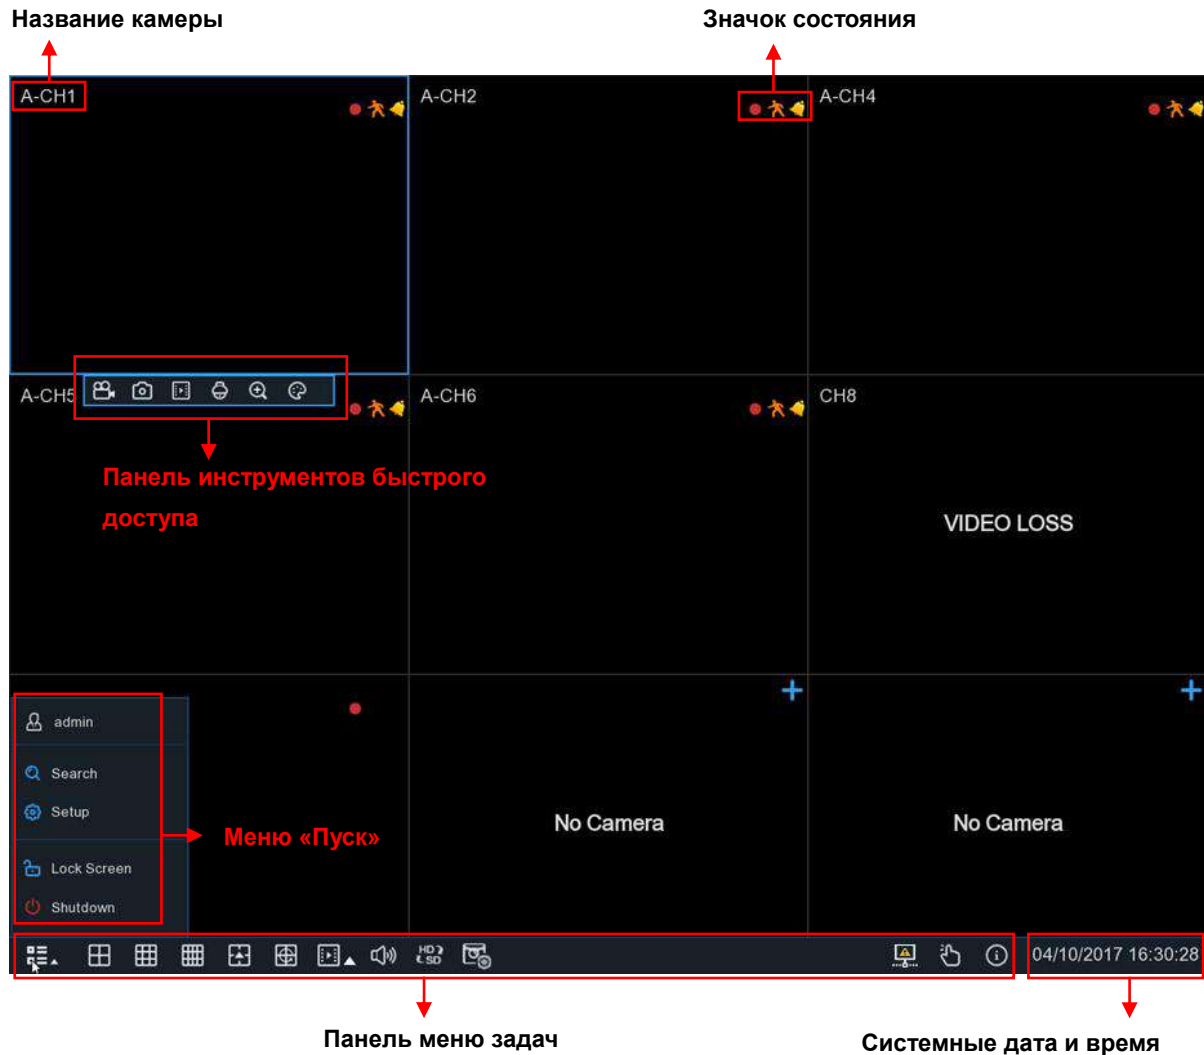 Название камеры
Значок состояния
A-CH1
A-CH2
A-CH4
A-CH5
A-CH6
CH8
Панель инструментов быстрого
доступа
VIDEO LOSS
admin
Search
Setup
Lock Screen
Shutdown
Меню «Пуск»
No Camera
No Camera
HD
SD
04/10/2017 16:30:28
Панель меню задач
Системные дата и время